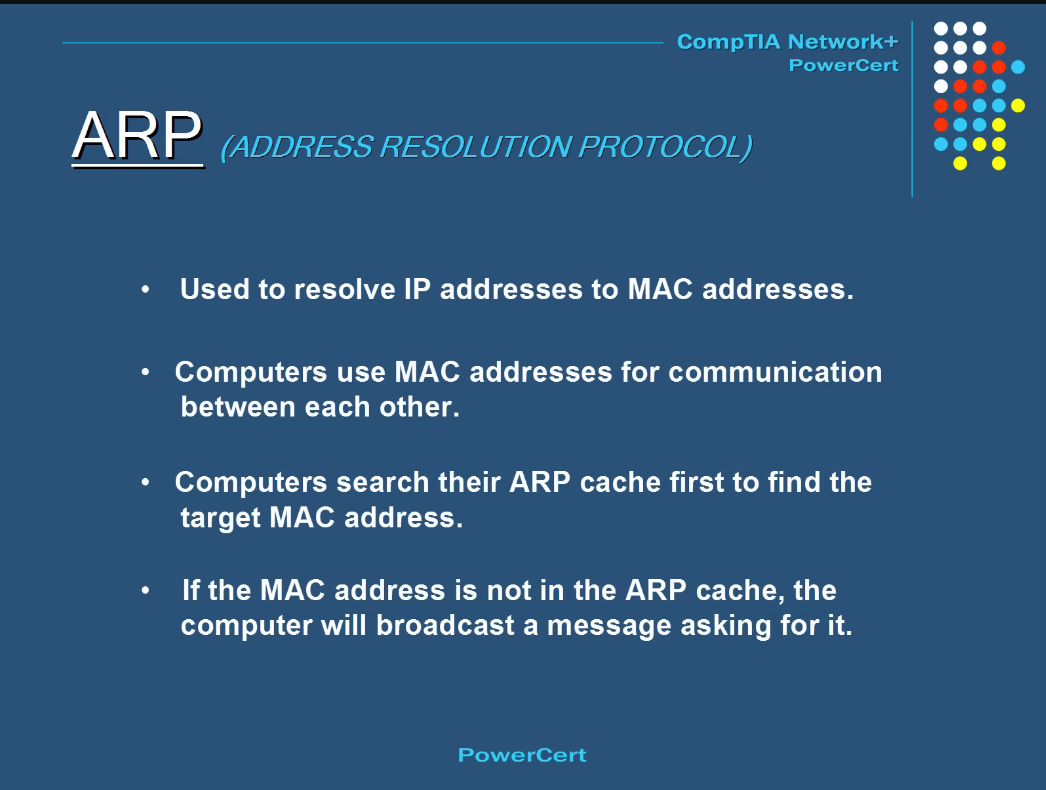 CompTIA Network+
PowerCert
ARP (ADDRESS RESOLUTION PROTOCOL)
• Used to resolve IP addresses to MAC addresses.
• Computers use MAC addresses for communication
between each other.
• Computers search their ARP cache first to find the
target MAC address.
• If the MAC address is not in the ARP cache, the
computer will broadcast a message asking for it.
PowerCert